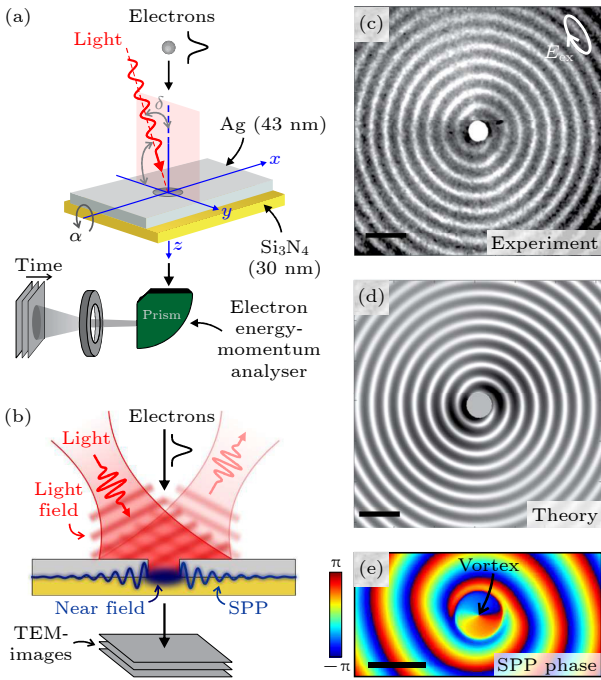 (a)
Electrons
Light
δ
Ag (43 nm)
x
y
α
z
Si₃N₄
(30 nm)
Time
Prism
Electron
energy-
momentum
analyser
(b)
Electrons
Light
Light
field
Near field
SPP
TEM-
images
(c)
Eₑₓ
Experiment
(d)
Theory
(e)
π
−π
Vortex
SPP phase